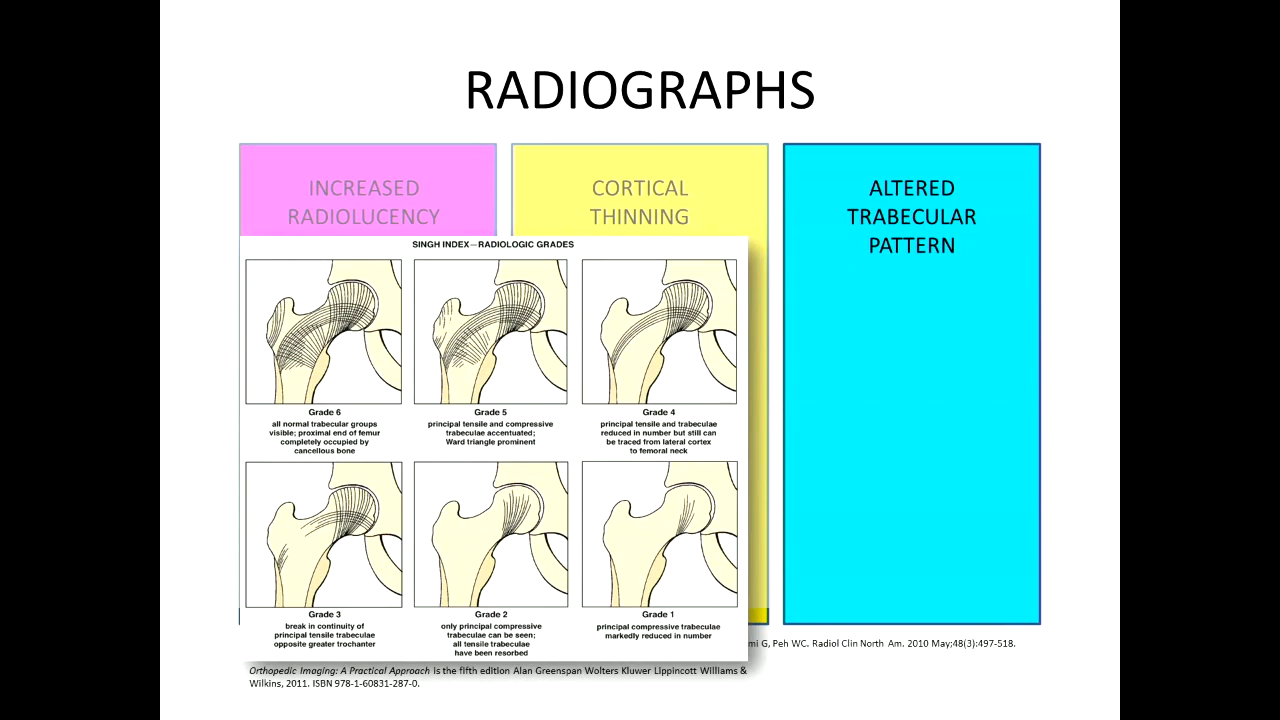 RADIOGRAPHS
INCREASED
RADIOLUCENCY
CORTICAL
THINNING
ALTERED
TRABECULAR
PATTERN
SINGH INDEX—RADIOLOGIC GRADES
Grade 6
all normal trabecular groups
visible; proximal end of femur
completely occupied by
cancellous bone
Grade 5
principal tensile and compressive
trabeculae accentuated;
Ward triangle prominent
Grade 4
principal tensile and trabeculae
reduced in number but still can
be traced from lateral cortex
to femoral neck
Grade 3
break in continuity of
principal tensile trabeculae
opposite greater trochanter
Grade 2
only principal compressive
trabeculae can be seen;
all tensile trabeculae
have been resorbed
Grade 1
principal compressive trabeculae
markedly reduced in number
G, Peh WC. Radiol Clin North Am. 2010 May;48(3):497-518.
Orthopedic Imaging: A Practical Approach is the fifth edition Alan Greenspan Wolters Kluwer Lippincott Williams &
Wilkins, 2011. ISBN 978-1-60831-287-0.